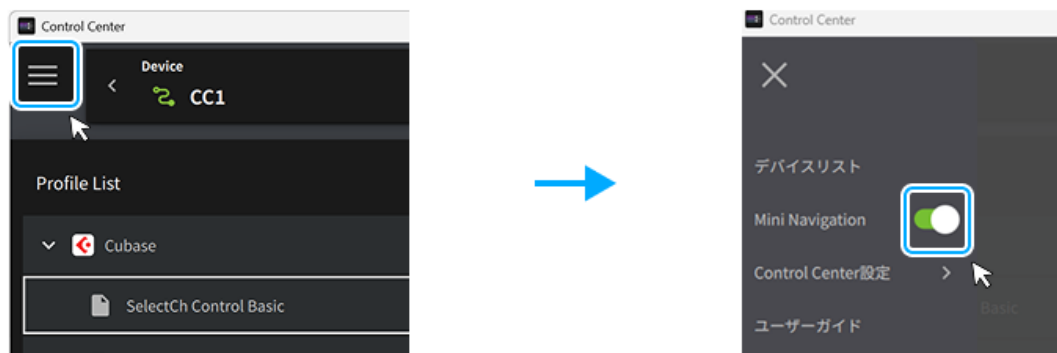 Control Center
Device
CC1
Profile List
Cubase
SelectCh Control Basic
Control Center
デバイスリスト
Mini Navigation
Control Center設定
Basic
ユーザーガイド